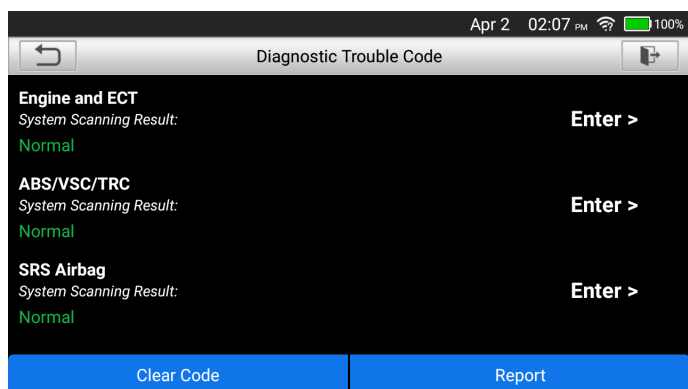 Apr 2 02:07 PM 100%
Diagnostic Trouble Code
Engine and ECT
System Scanning Result:
Enter >
Normal
ABS/VSC/TRC
System Scanning Result:
Enter >
Normal
SRS Airbag
System Scanning Result:
Enter >
Normal
Clear Code Report